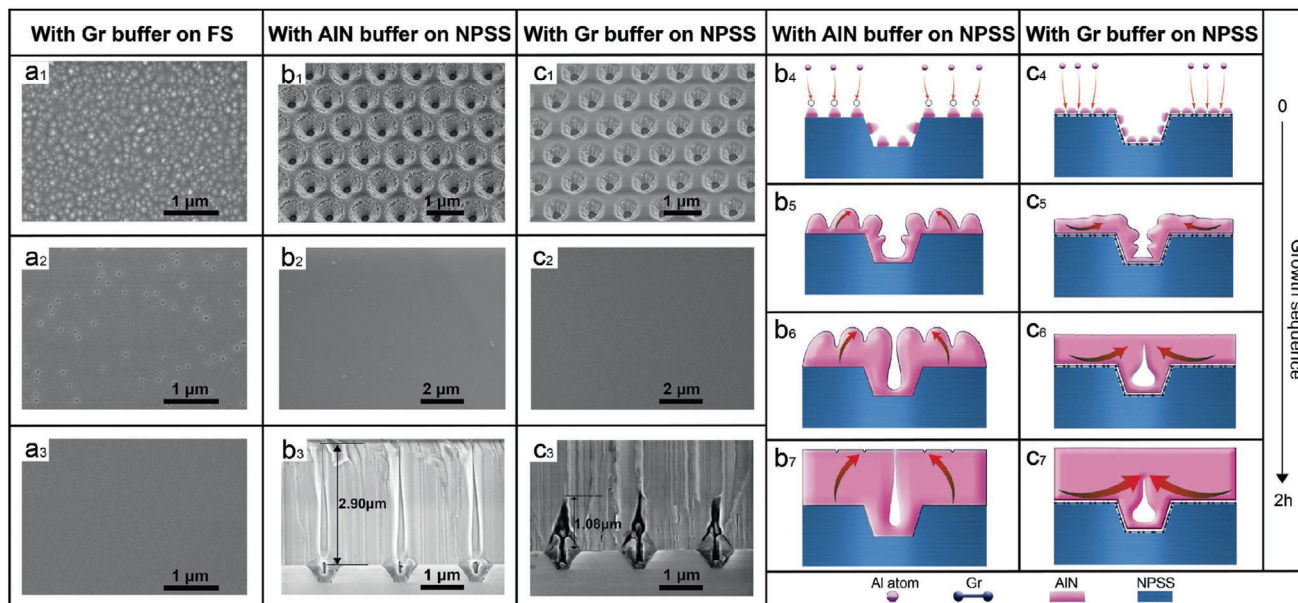 With Gr buffer on FS
With AlN buffer on NPSS
With Gr buffer on NPSS
With AlN buffer on NPSS
With Gr buffer on NPSS
a1
1 µm
b1
1 µm
c1
1 µm
b4
c4
0
a2
1 µm
b2
2 µm
c2
2 µm
b5
c5
Growth sequence
b6
c6
a3
1 µm
b3
2.90µm
1 µm
c3
1.08µm
1 µm
b7
c7
2h
Al atom
Gr
AlN
NPSS